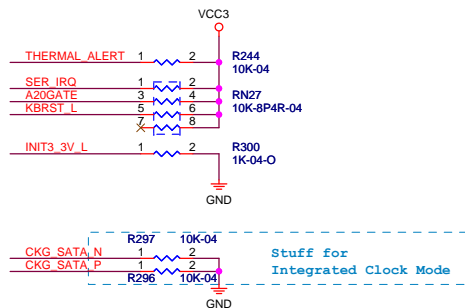 VCC3
THERMAL_ALERT 1 2 R244
10K-04
SER_IRQ 1 2
A20GATE 3 4 RN27
KBRST_L 5 6 10K-8P4R-04
7 8
INIT3_3V_L 1 2 R300
1K-04-O
GND
R297 10K-04
CKG_SATA_N 1 2 Stuff for
CKG_SATA_P 1 2 Integrated Clock Mode
R296 10K-04
GND